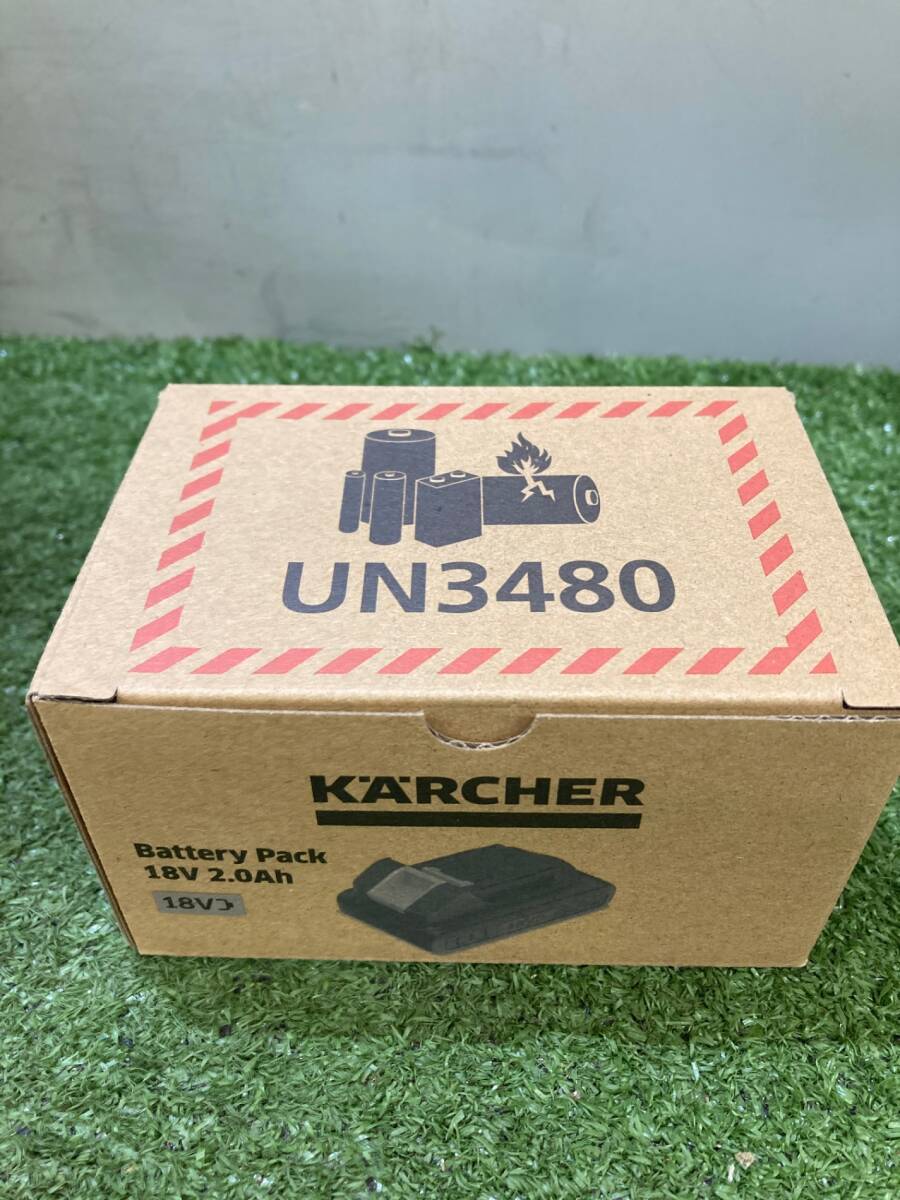 UN3480
KÄRCHER
Battery Pack
18V 2.0Ah
18V